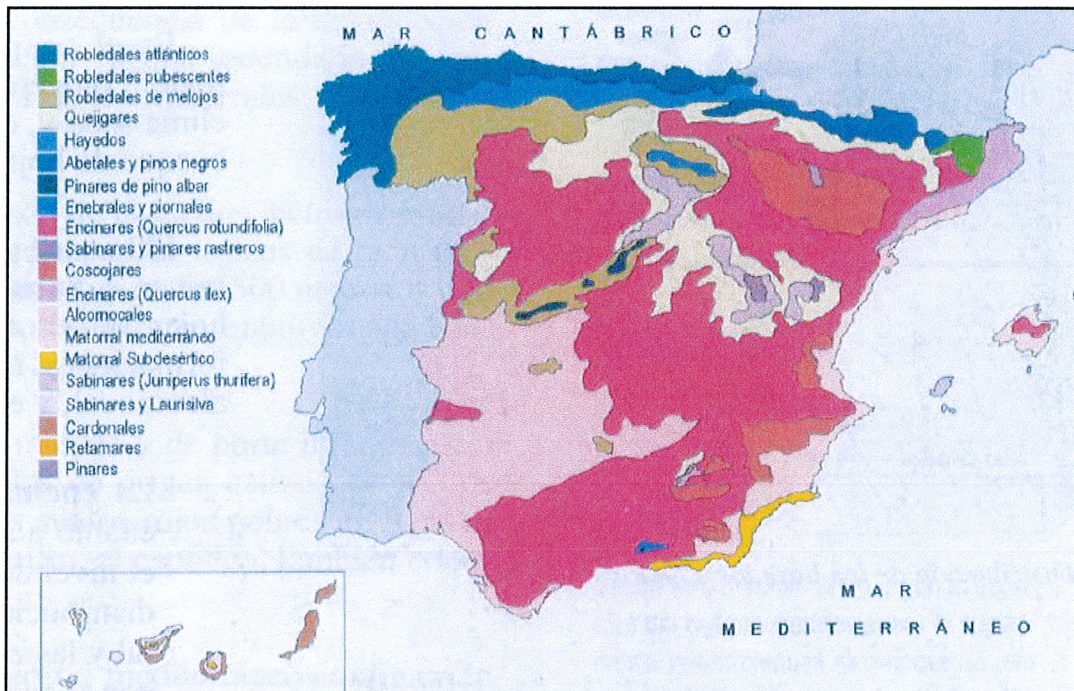 MAR CANTÁBRICO
Robledales atlánticos
Robledales pubescentes
Robledales de melojos
Quejigares
Hayedos
Abetales y pinos negros
Pinares de pino albar
Enebrales y piornales
Encinares (Quercus rotundifolia)
Sabinares y pinares rastreros
Coscojares
Encinares (Quercus ilex)
Alcornocales
Matorral mediterráneo
Matorral Subdesértico
Sabinares (Juniperus thurifera)
Sabinares y Laurisilva
Cardonales
Retamares
Pinares
MAR
MEDITERRÁNEO